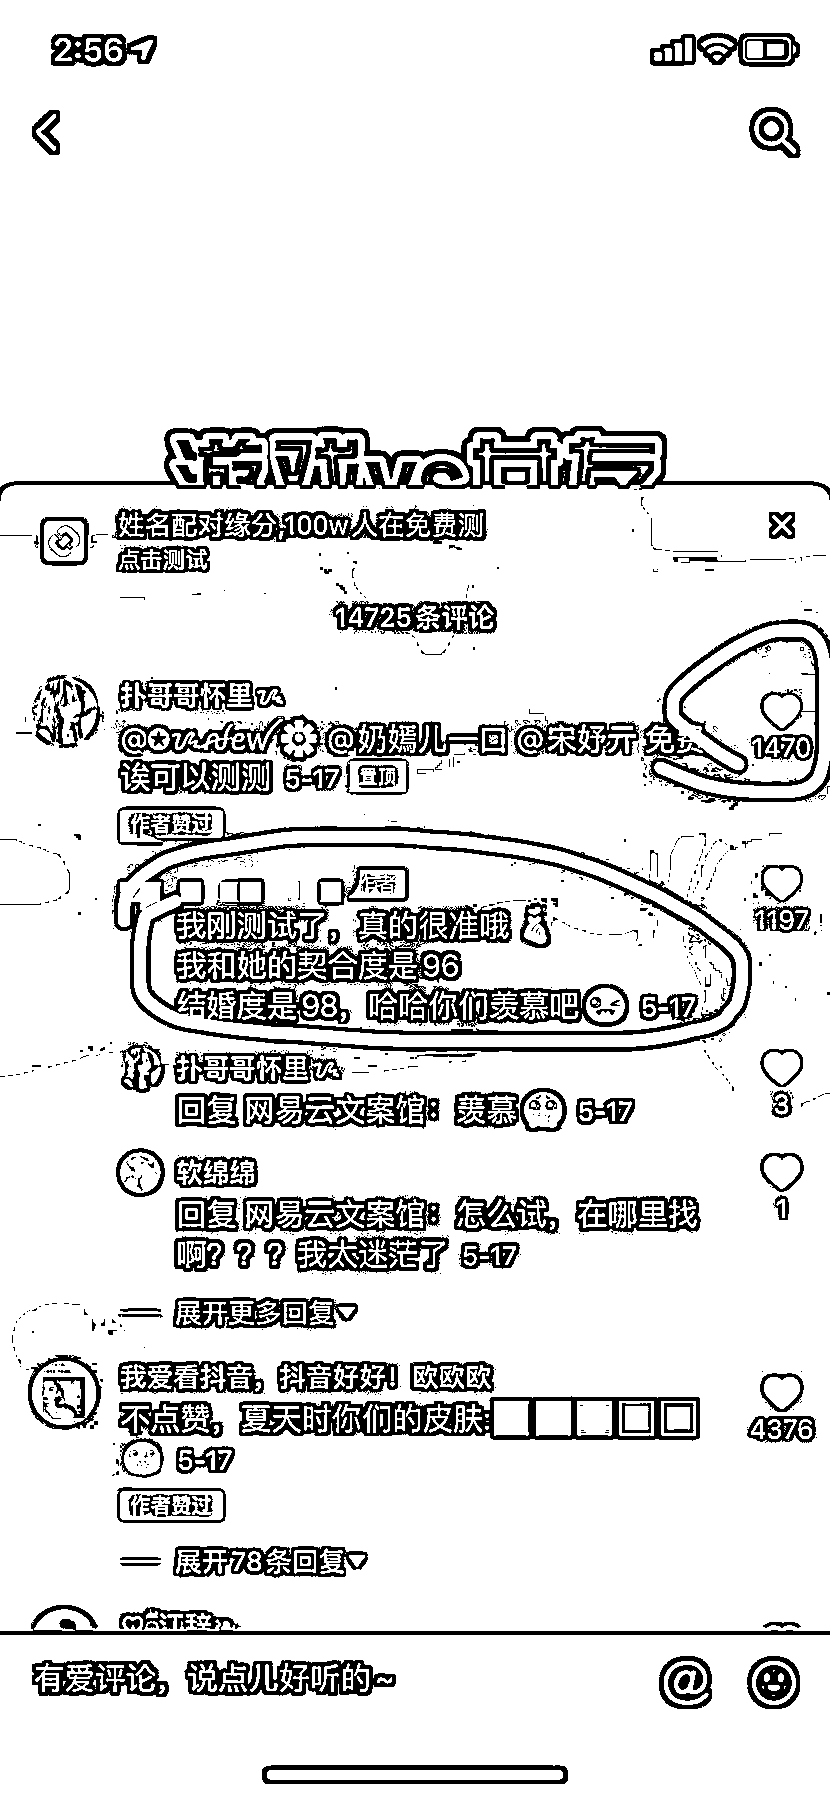 2:56
姓名配对缘分,100w人在免费测
点击测试
14725条评论
扑哥哥怀里
@ @奶嫣儿一口 @宋妤亓 免费
诶可以测测 5-17 置顶
1470
作者赞过
作者
我刚测试了，真的很准哦
我和她的契合度是96
结婚度是98，哈哈你们羡慕吧 5-17
1197
扑哥哥怀里
回复 网易云文案馆：羡慕 5-17
3
软绵绵
回复 网易云文案馆：怎么试，在哪里找
啊？？？我太迷茫了 5-17
1
展开更多回复
我爱看抖音，抖音好好！欧欧欧
不点赞，夏天时你们的皮肤:
5-17
4376
作者赞过
展开78条回复
有爱评论，说点儿好听的~
@